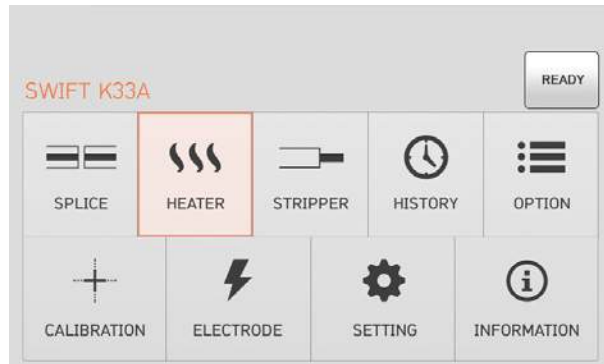 READY
SWIFT K33A
SPLICE HEATER STRIPPER HISTORY OPTION
CALIBRATION ELECTRODE SETTING INFORMATION